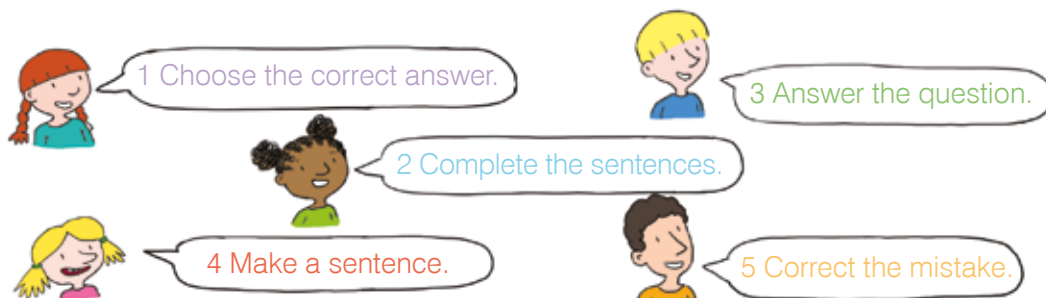 1 Choose the correct answer.
2 Complete the sentences.
3 Answer the question.
4 Make a sentence.
5 Correct the mistake.